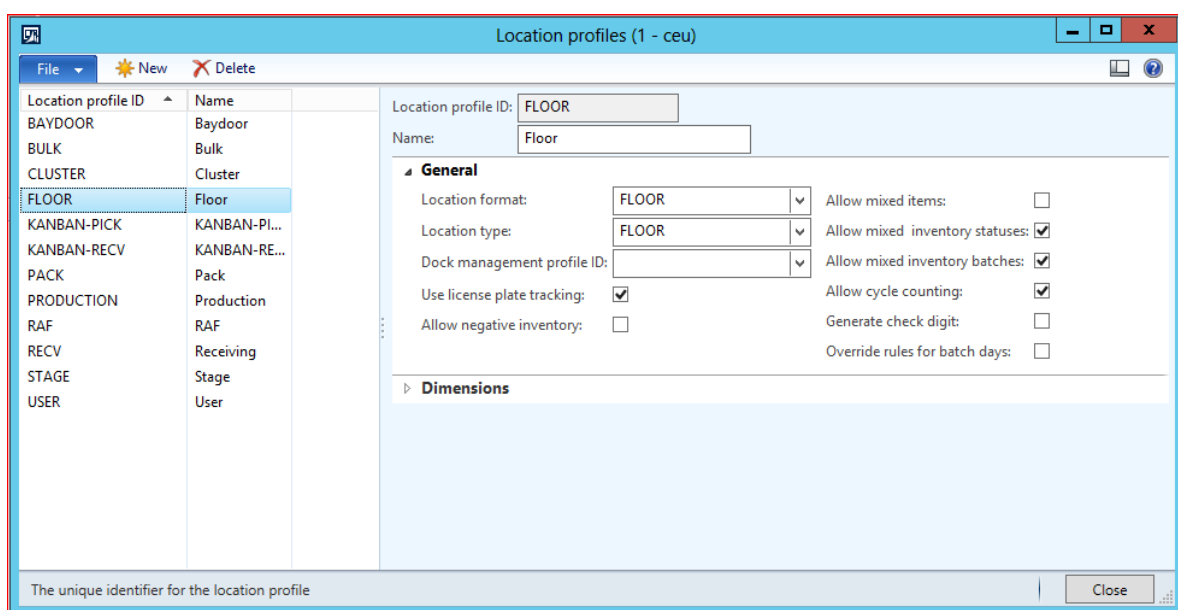 Location profiles (1 - ceu)
File New Delete
Location profile ID Name
BAYDOOR Baydoor
BULK Bulk
CLUSTER Cluster
FLOOR Floor
KANBAN-PICK KANBAN-PI...
KANBAN-RECV KANBAN-RE...
PACK Pack
PRODUCTION Production
RAF RAF
RECV Receiving
STAGE Stage
USER User
Location profile ID: FLOOR
Name: Floor
General
Location format: FLOOR
Location type: FLOOR
Dock management profile ID:
Use license plate tracking:
Allow negative inventory:
Allow mixed items:
Allow mixed inventory statuses:
Allow mixed inventory batches:
Allow cycle counting:
Generate check digit:
Override rules for batch days:
Dimensions
The unique identifier for the location profile
Close